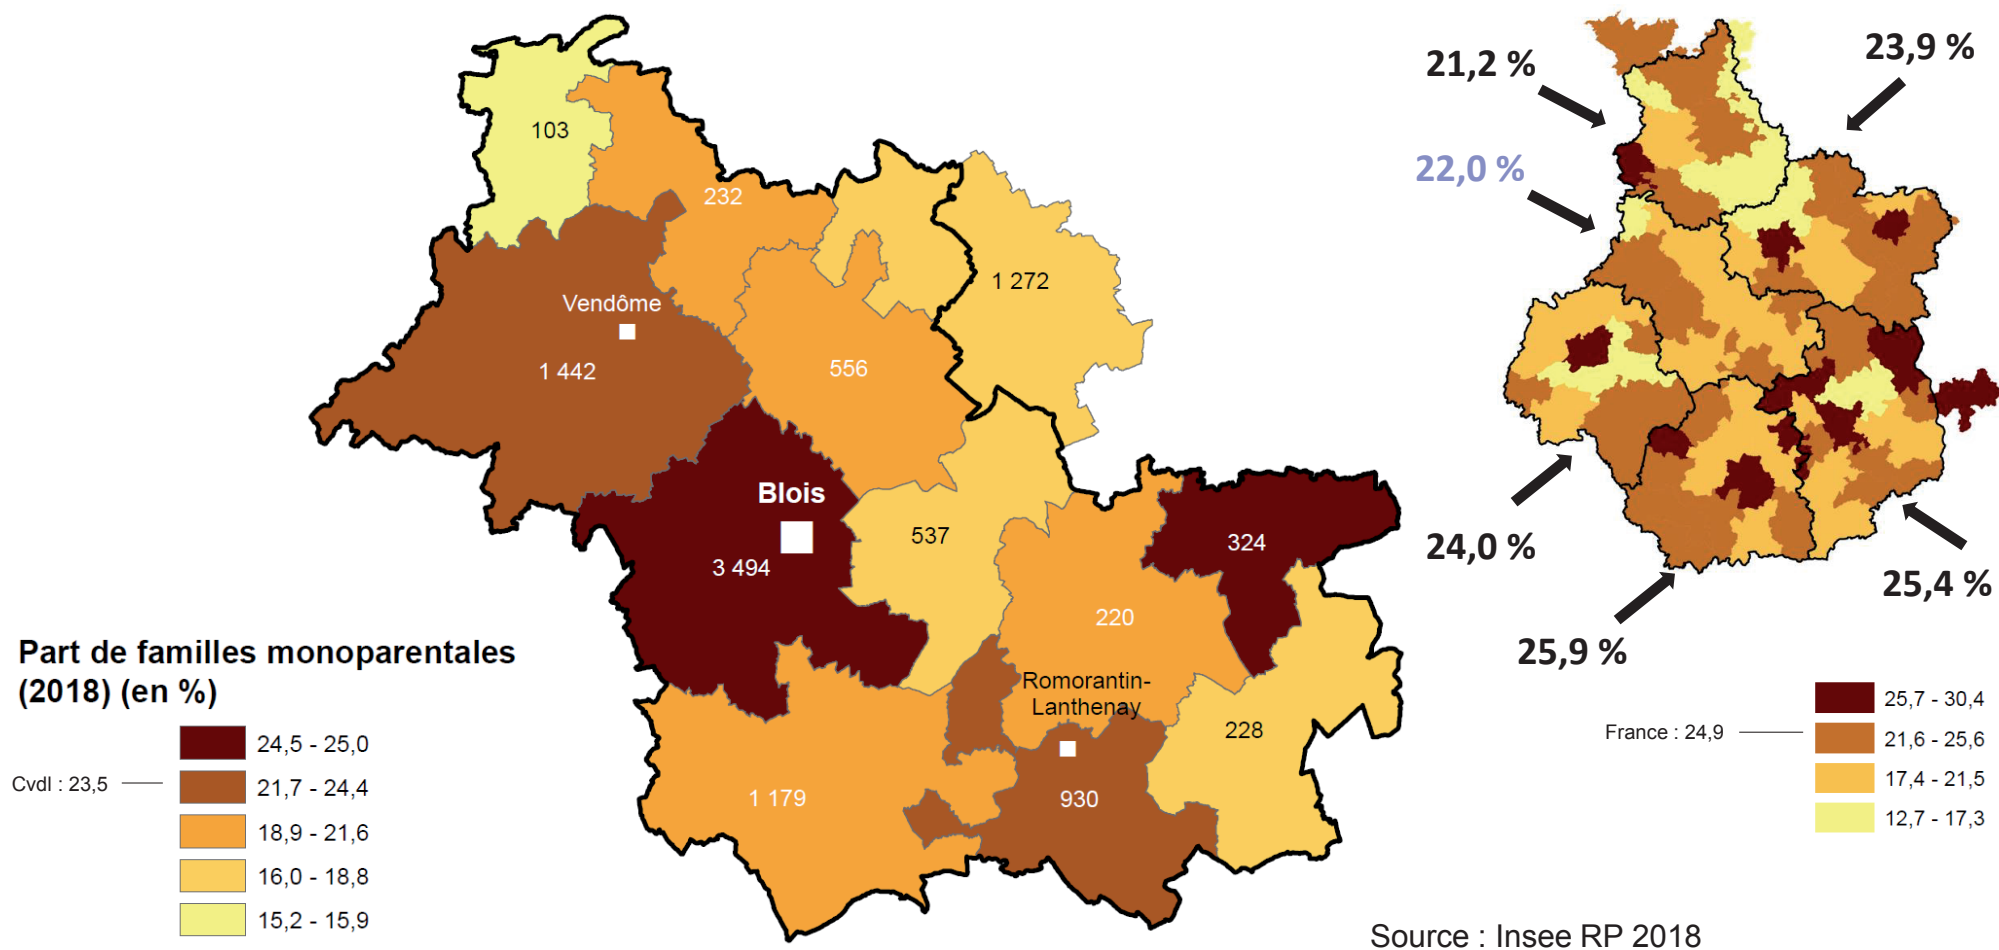 103
232
1 272
Vendôme
1 442
556
Blois
3 494
537
324
220
Romorantin-
Lanthenay
228
1 179
930
Part de familles monoparentales
(2018) (en %)
24,5 - 25,0
Cvdl : 23,5
21,7 - 24,4
18,9 - 21,6
16,0 - 18,8
15,2 - 15,9
21,2 %
23,9 %
22,0 %
24,0 %
25,4 %
25,9 %
25,7 - 30,4
France : 24,9
21,6 - 25,6
17,4 - 21,5
12,7 - 17,3
Source : Insee RP 2018